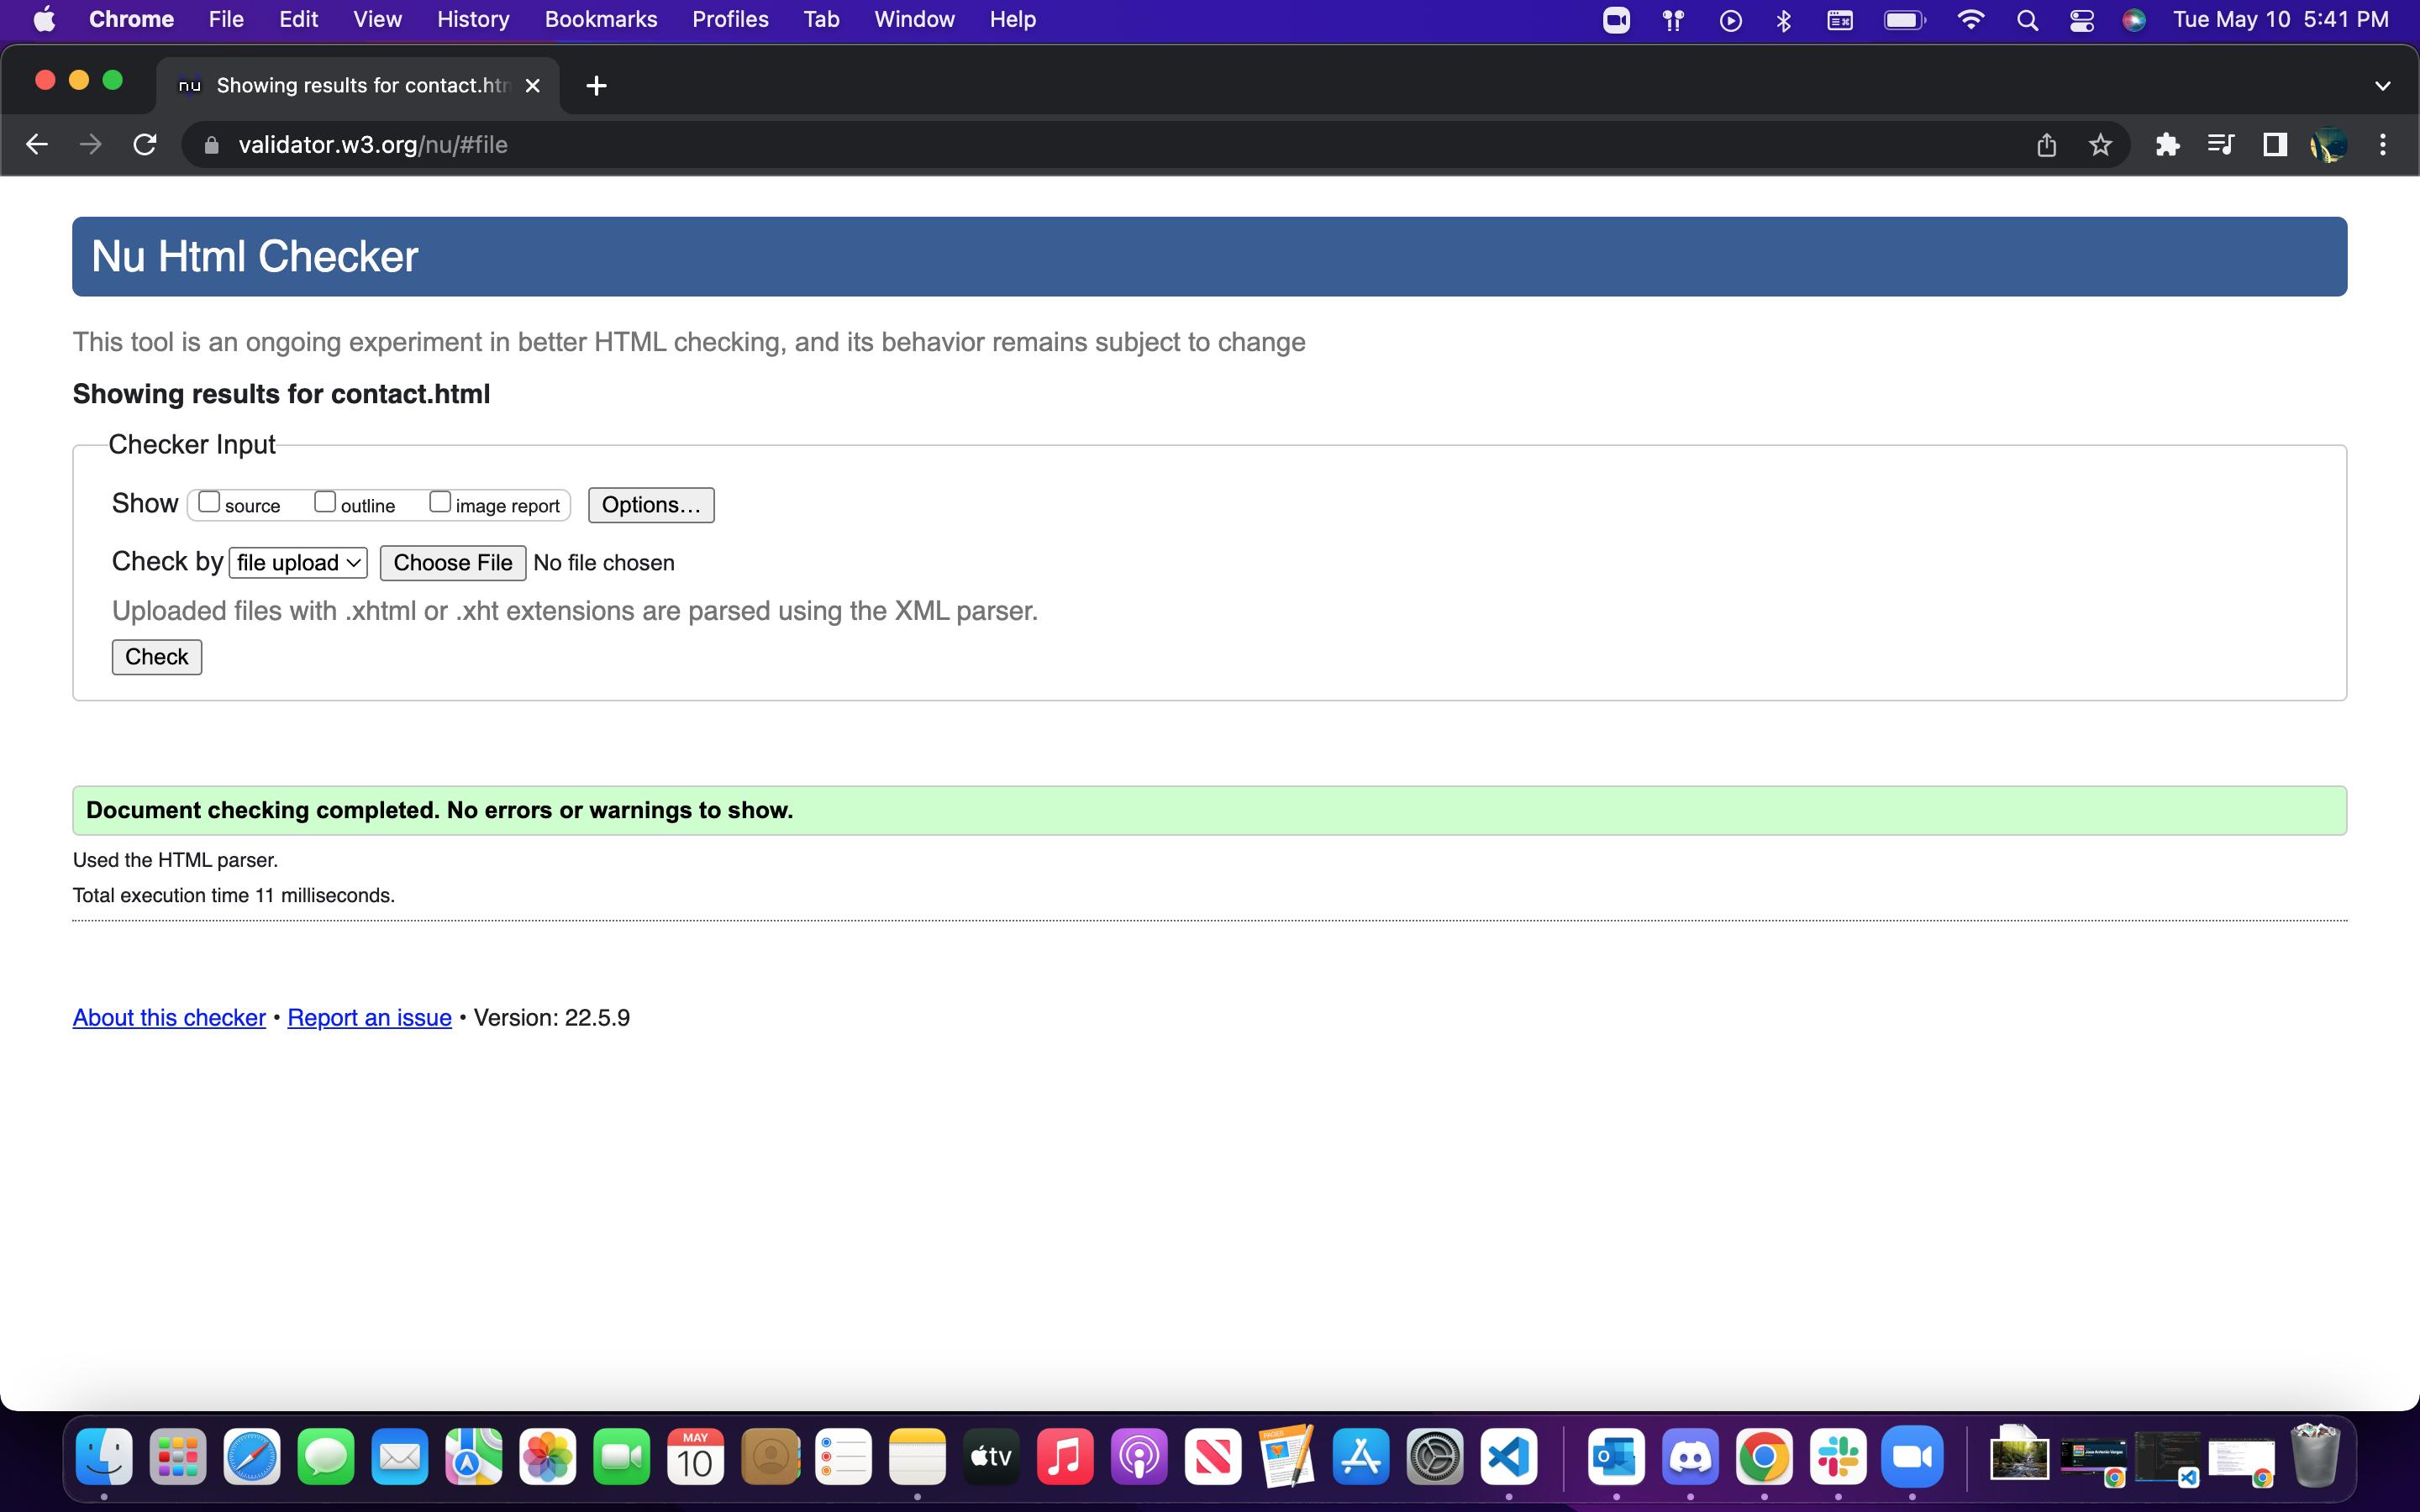 Chrome File Edit View History Bookmarks Profiles Tab Window Help Tue May 10 5:41 PM
nu Showing results for contact.htm
validator.w3.org/nu/#file
Nu Html Checker
This tool is an ongoing experiment in better HTML checking, and its behavior remains subject to change
Showing results for contact.html
Checker Input
Show source outline image report Options...
Check by file upload Choose File No file chosen
Uploaded files with .xhtml or .xht extensions are parsed using the XML parser.
Check
Document checking completed. No errors or warnings to show.
Used the HTML parser.
Total execution time 11 milliseconds.
About this checker • Report an issue • Version: 22.5.9
MAY
10
tv
PAGES